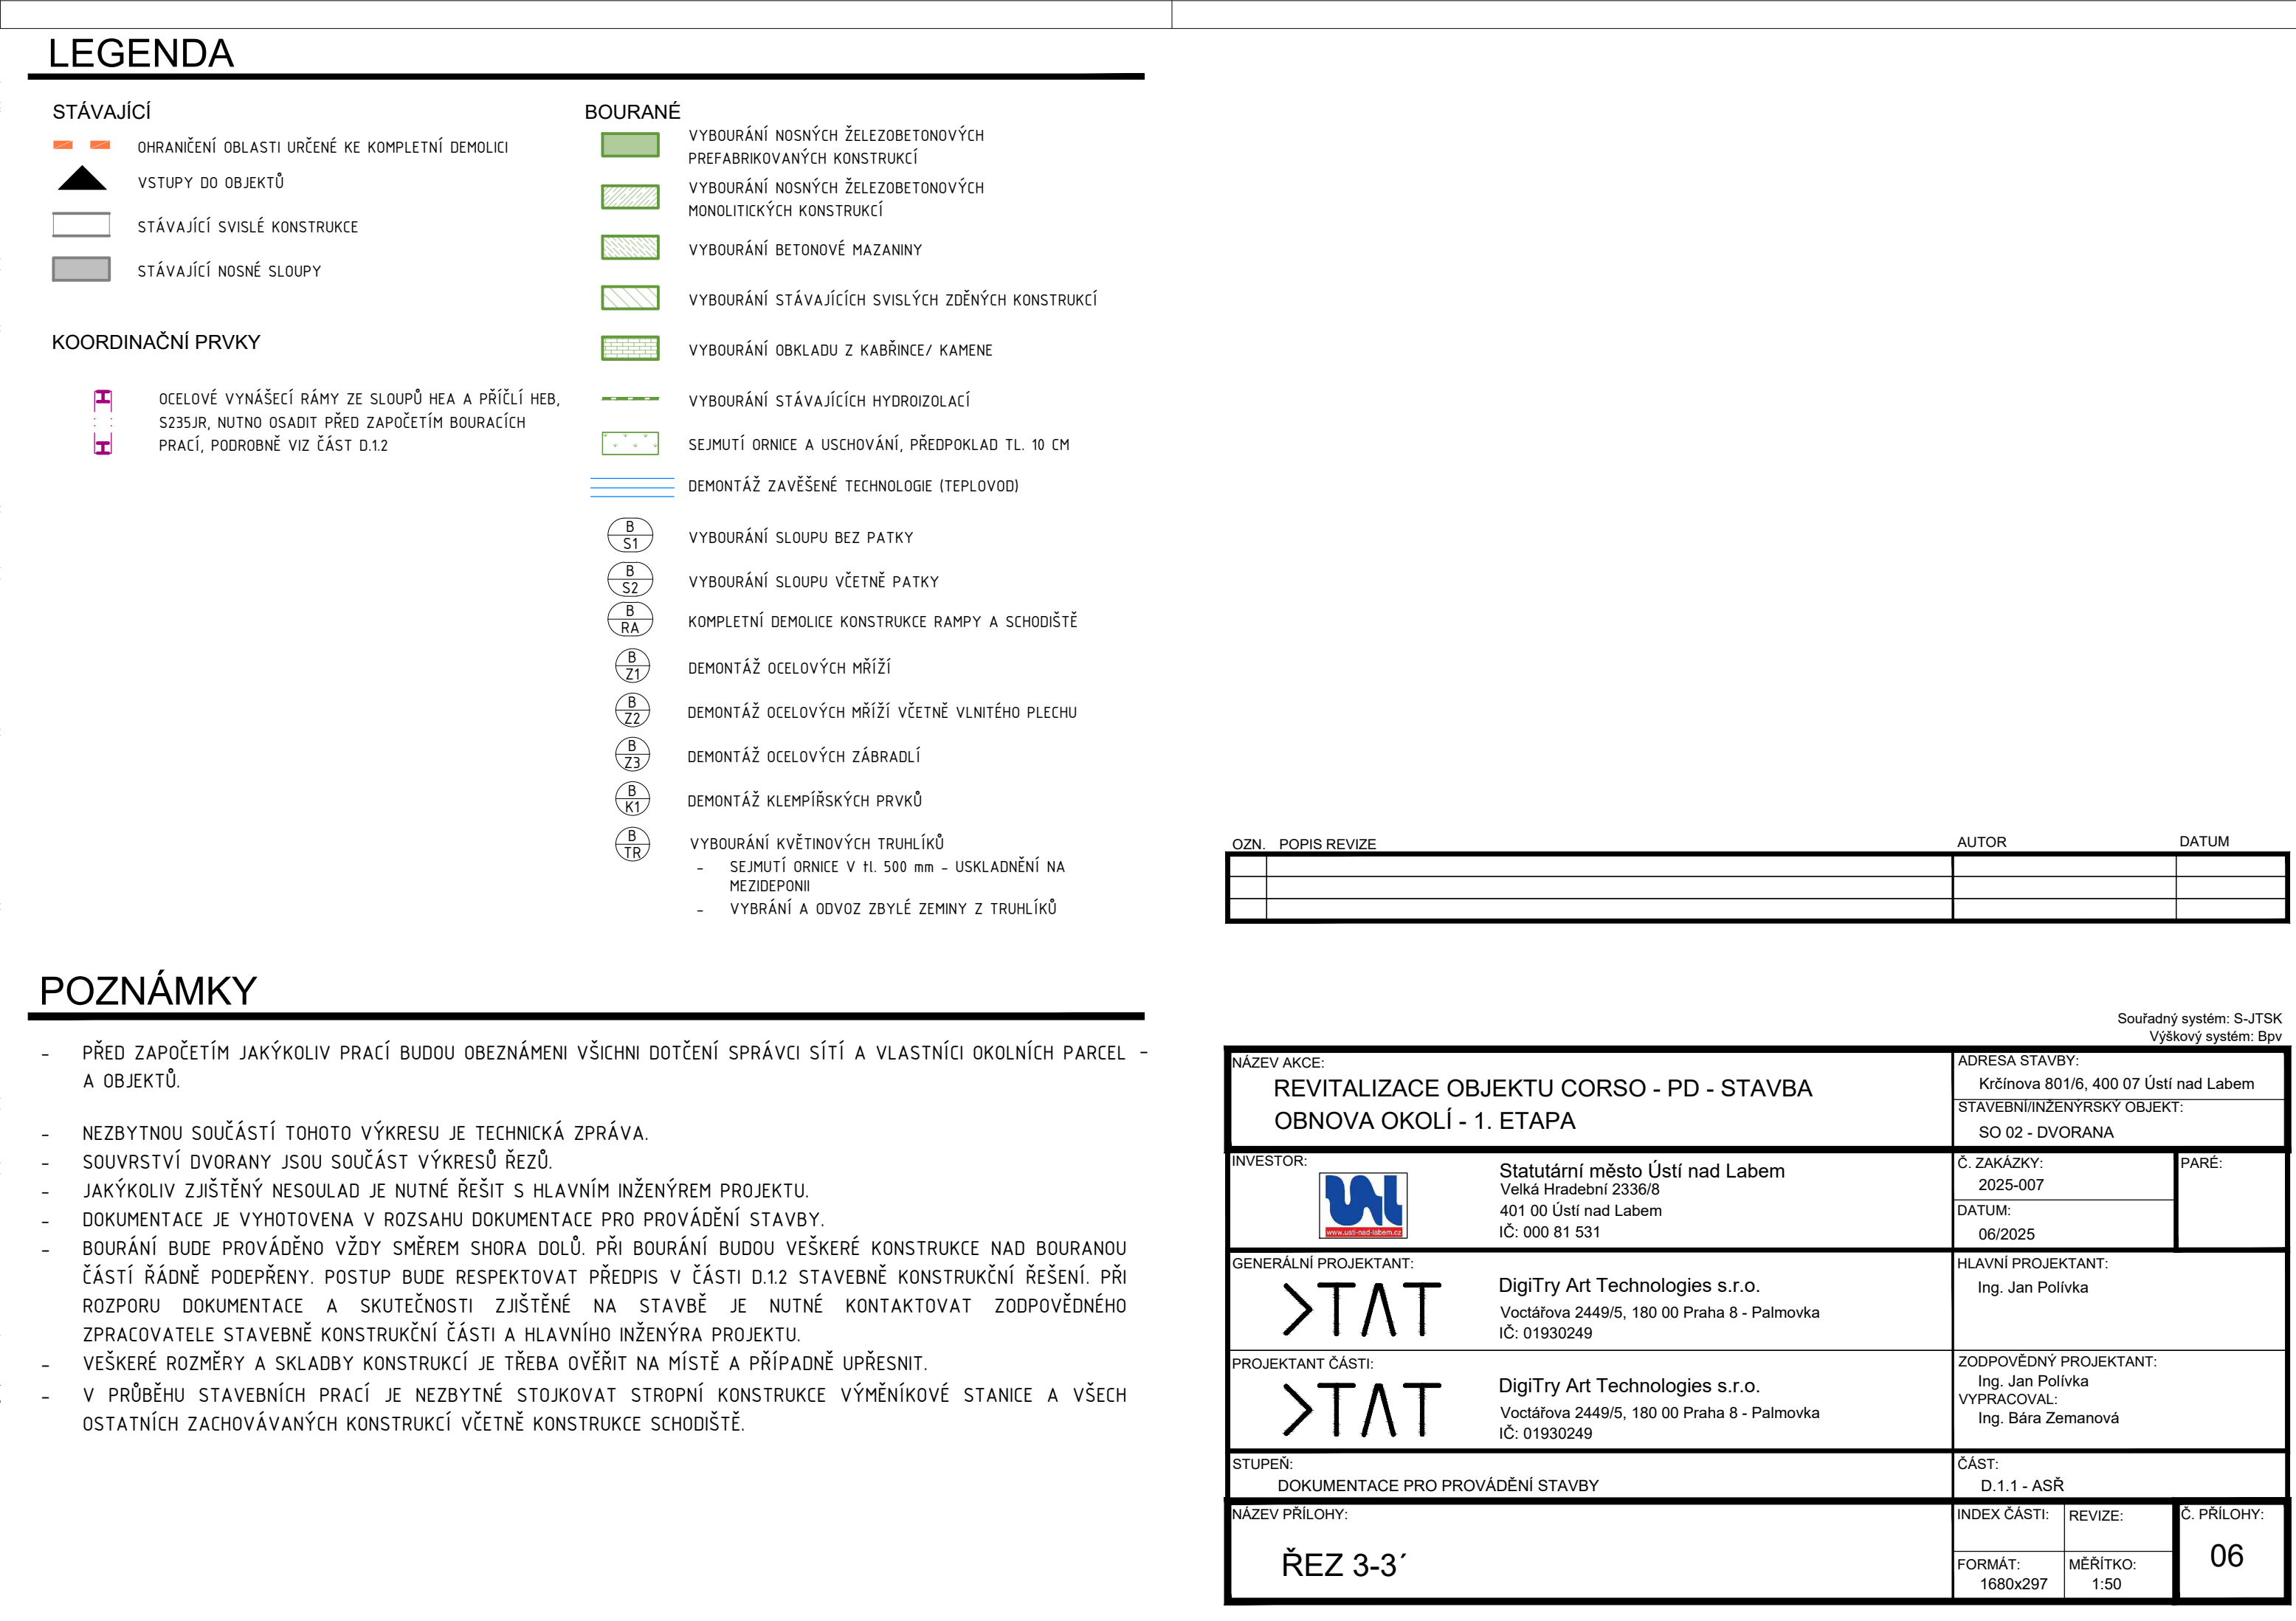 LEGENDA
STÁVAJÍCÍ
OHRANIČENÍ OBLASTI URČENÉ KE KOMPLETNÍ DEMOLICI
VSTUPY DO OBJEKTŮ
STÁVAJÍCÍ SVISLÉ KONSTRUKCE
STÁVAJÍCÍ NOSNÉ SLOUPY
KOORDINAČNÍ PRVKY
OCELOVÉ VYNÁŠECÍ RÁMY ZE SLOUPŮ HEA A PŘÍČLÍ HEB,
S235JR, NUTNO OSADIT PŘED ZAPOČETÍM BOURACÍCH
PRACÍ, PODROBNĚ VIZ ČÁST D.1.2
BOURANÉ
VYBOURÁNÍ NOSNÝCH ŽELEZOBETONOVÝCH
PREFABRIKOVANÝCH KONSTRUKCÍ
VYBOURÁNÍ NOSNÝCH ŽELEZOBETONOVÝCH
MONOLITICKÝCH KONSTRUKCÍ
VYBOURÁNÍ BETONOVÉ MAZANINY
VYBOURÁNÍ STÁVAJÍCÍCH SVISLÝCH ZDĚNÝCH KONSTRUKCÍ
VYBOURÁNÍ OBKLADU Z KABŘINCE/ KAMENE
VYBOURÁNÍ STÁVAJÍCÍCH HYDROIZOLACÍ
SEJMUTÍ ORNICE A USCHOVÁNÍ, PŘEDPOKLAD TL. 10 CM
DEMONTÁŽ ZAVĚŠENÉ TECHNOLOGIE (TEPLOVOD)
B
S1
VYBOURÁNÍ SLOUPU BEZ PATKY
B
S2
VYBOURÁNÍ SLOUPU VČETNĚ PATKY
B
RA
KOMPLETNÍ DEMOLICE KONSTRUKCE RAMPY A SCHODIŠTĚ
B
Z1
DEMONTÁŽ OCELOVÝCH MŘÍŽÍ
B
Z2
DEMONTÁŽ OCELOVÝCH MŘÍŽÍ VČETNĚ VLNITÉHO PLECHU
B
Z3
DEMONTÁŽ OCELOVÝCH ZÁBRADLÍ
B
K1
DEMONTÁŽ KLEMPÍŘSKÝCH PRVKŮ
B
TR
VYBOURÁNÍ KVĚTINOVÝCH TRUHLÍKŮ
- SEJMUTÍ ORNICE V tl. 500 mm - USKLADNĚNÍ NA
MEZIDEPONII
- VYBRÁNÍ A ODVOZ ZBYLÉ ZEMINY Z TRUHLÍKŮ
POZNÁMKY
- PŘED ZAPOČETÍM JAKÝKOLIV PRACÍ BUDOU OBEZNÁMENI VŠICHNI DOTČENÍ SPRÁVCI SÍTÍ A VLASTNÍCI OKOLNÍCH PARCEL -
A OBJEKTŮ.
- NEZBYTNOU SOUČÁSTÍ TOHOTO VÝKRESU JE TECHNICKÁ ZPRÁVA.
- SOUVRSTVÍ DVORANY JSOU SOUČÁST VÝKRESŮ ŘEZŮ.
- JAKÝKOLIV ZJIŠTĚNÝ NESOULAD JE NUTNÉ ŘEŠIT S HLAVNÍM INŽENÝREM PROJEKTU.
- DOKUMENTACE JE VYHOTOVENA V ROZSAHU DOKUMENTACE PRO PROVÁDĚNÍ STAVBY.
- BOURÁNÍ BUDE PROVÁDĚNO VŽDY SMĚREM SHORA DOLŮ. PŘI BOURÁNÍ BUDOU VEŠKERÉ KONSTRUKCE NAD BOURANOU
ČÁSTÍ ŘÁDNĚ PODEPŘENY. POSTUP BUDE RESPEKTOVAT PŘEDPIS V ČÁSTI D.1.2 STAVEBNĚ KONSTRUKČNÍ ŘEŠENÍ. PŘI
ROZPORU DOKUMENTACE A SKUTEČNOSTI ZJIŠTĚNÉ NA STAVBĚ JE NUTNÉ KONTAKTOVAT ZODPOVĚDNÉHO
ZPRACOVATELE STAVEBNĚ KONSTRUKČNÍ ČÁSTI A HLAVNÍHO INŽENÝRA PROJEKTU.
- VEŠKERÉ ROZMĚRY A SKLADBY KONSTRUKCÍ JE TŘEBA OVĚŘIT NA MÍSTĚ A PŘÍPADNĚ UPŘESNIT.
- V PRŮBĚHU STAVEBNÍCH PRACÍ JE NEZBYTNÉ STOJKOVAT STROPNÍ KONSTRUKCE VÝMĚNÍKOVÉ STANICE A VŠECH
OSTATNÍCH ZACHOVÁVANÝCH KONSTRUKCÍ VČETNĚ KONSTRUKCE SCHODIŠTĚ.
OZN. POPIS REVIZE AUTOR DATUM
Souřadný systém: S-JTSK
Výškový systém: Bpv
NÁZEV AKCE:
REVITALIZACE OBJEKTU CORSO - PD - STAVBA
OBNOVA OKOLÍ - 1. ETAPA
ADRESA STAVBY:
Krčínova 801/6, 400 07 Ústí nad Labem
STAVEBNÍ/INŽENÝRSKÝ OBJEKT:
SO 02 - DVORANA
INVESTOR:
www.usti-nad-labem.cz
Statutární město Ústí nad Labem
Velká Hradební 2336/8
401 00 Ústí nad Labem
IČ: 000 81 531
Č. ZAKÁZKY:
2025-007
DATUM:
06/2025
PARÉ:
GENERÁLNÍ PROJEKTANT:
DigiTry Art Technologies s.r.o.
Voctářova 2449/5, 180 00 Praha 8 - Palmovka
IČ: 01930249
HLAVNÍ PROJEKTANT:
Ing. Jan Polívka
PROJEKTANT ČÁSTI:
DigiTry Art Technologies s.r.o.
Voctářova 2449/5, 180 00 Praha 8 - Palmovka
IČ: 01930249
ZODPOVĚDNÝ PROJEKTANT:
Ing. Jan Polívka
VYPRACOVAL:
Ing. Bára Zemanová
STUPEŇ:
DOKUMENTACE PRO PROVÁDĚNÍ STAVBY
ČÁST:
D.1.1 - ASŘ
NÁZEV PŘÍLOHY:
ŘEZ 3-3´
INDEX ČÁSTI:
REVIZE:
FORMÁT:
1680x297
MĚŘÍTKO:
1:50
Č. PŘÍLOHY:
06